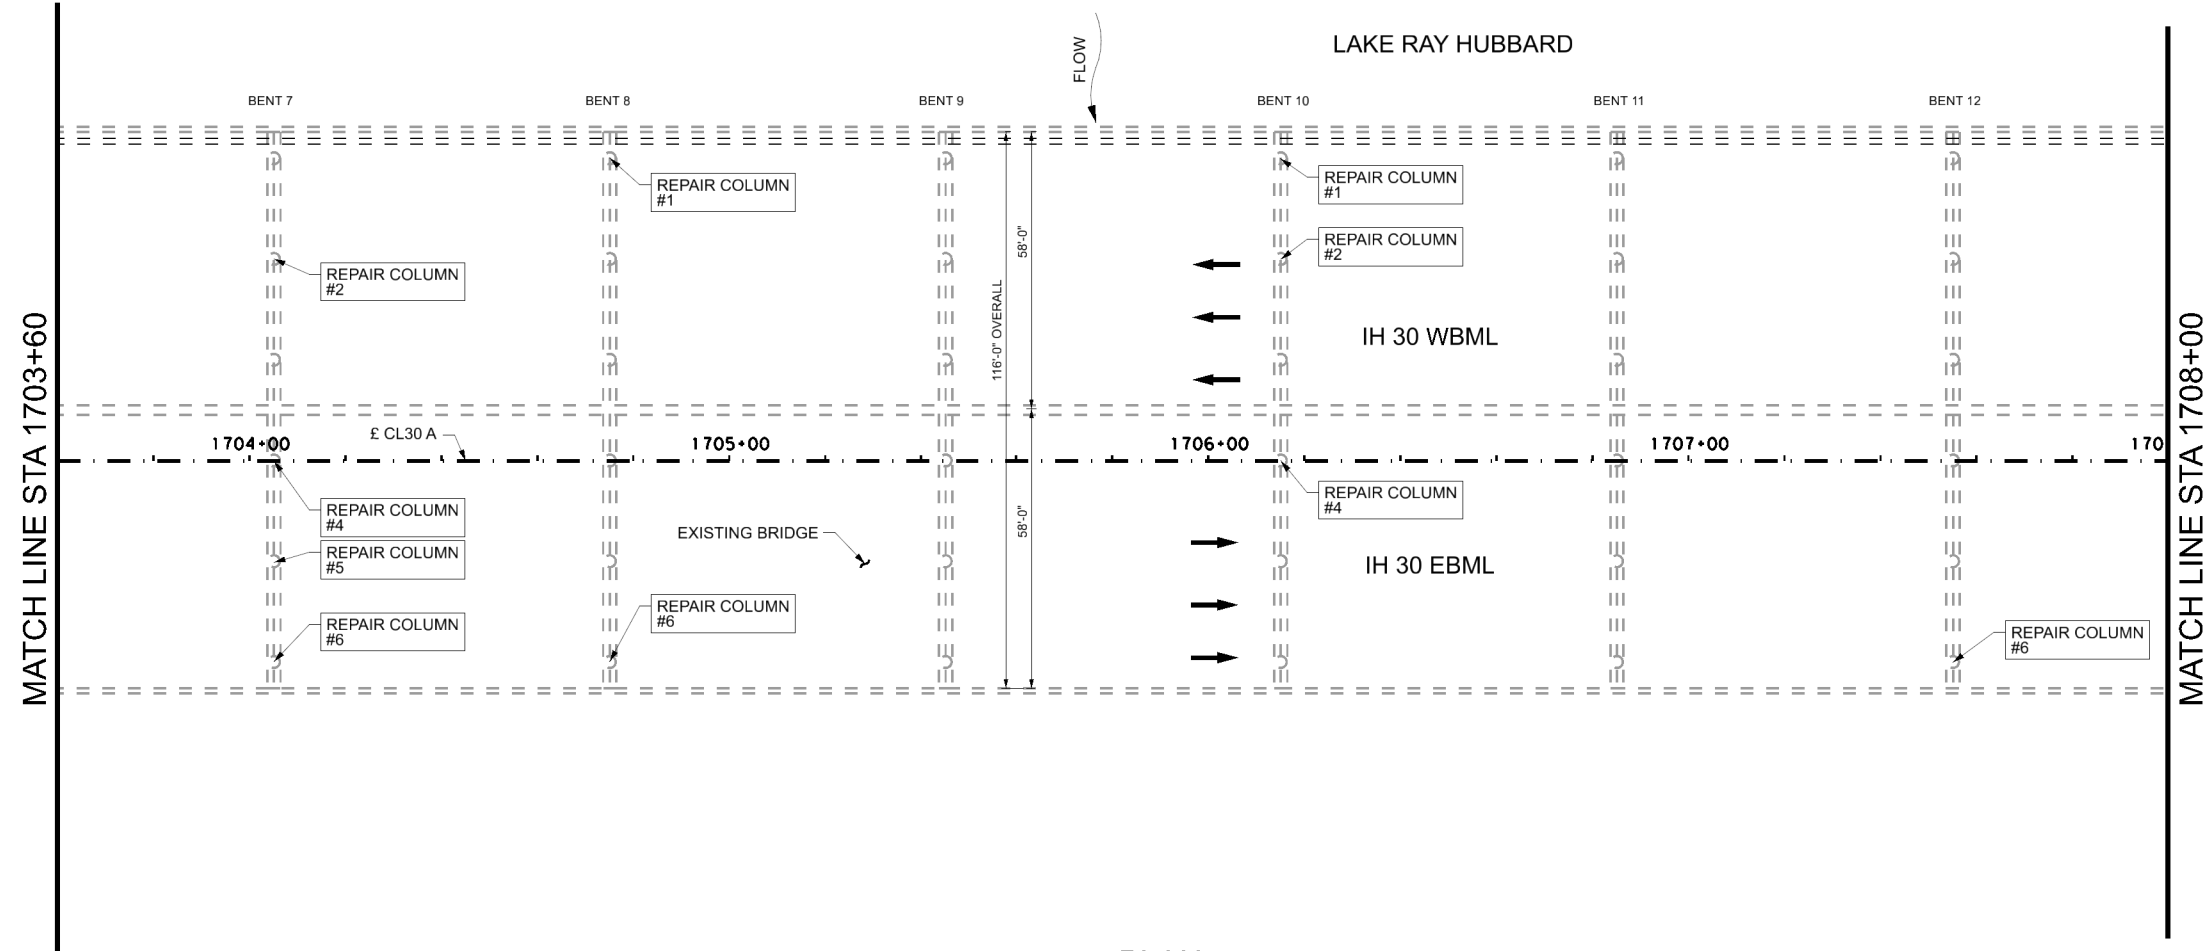 LAKE RAY HUBBARD
FLOW
BENT 7
BENT 8
BENT 9
BENT 10
BENT 11
BENT 12
REPAIR COLUMN
#1
REPAIR COLUMN
#1
REPAIR COLUMN
#2
REPAIR COLUMN
#2
58'-0"
116'-0" OVERALL
IH 30 WBML
MATCH LINE STA 1703+60
MATCH LINE STA 1708+00
£ CL30 A
1704+00
1705+00
1706+00
1707+00
170
REPAIR COLUMN
#4
REPAIR COLUMN
#4
REPAIR COLUMN
#5
EXISTING BRIDGE
58'-0"
IH 30 EBML
REPAIR COLUMN
#6
REPAIR COLUMN
#6
REPAIR COLUMN
#6